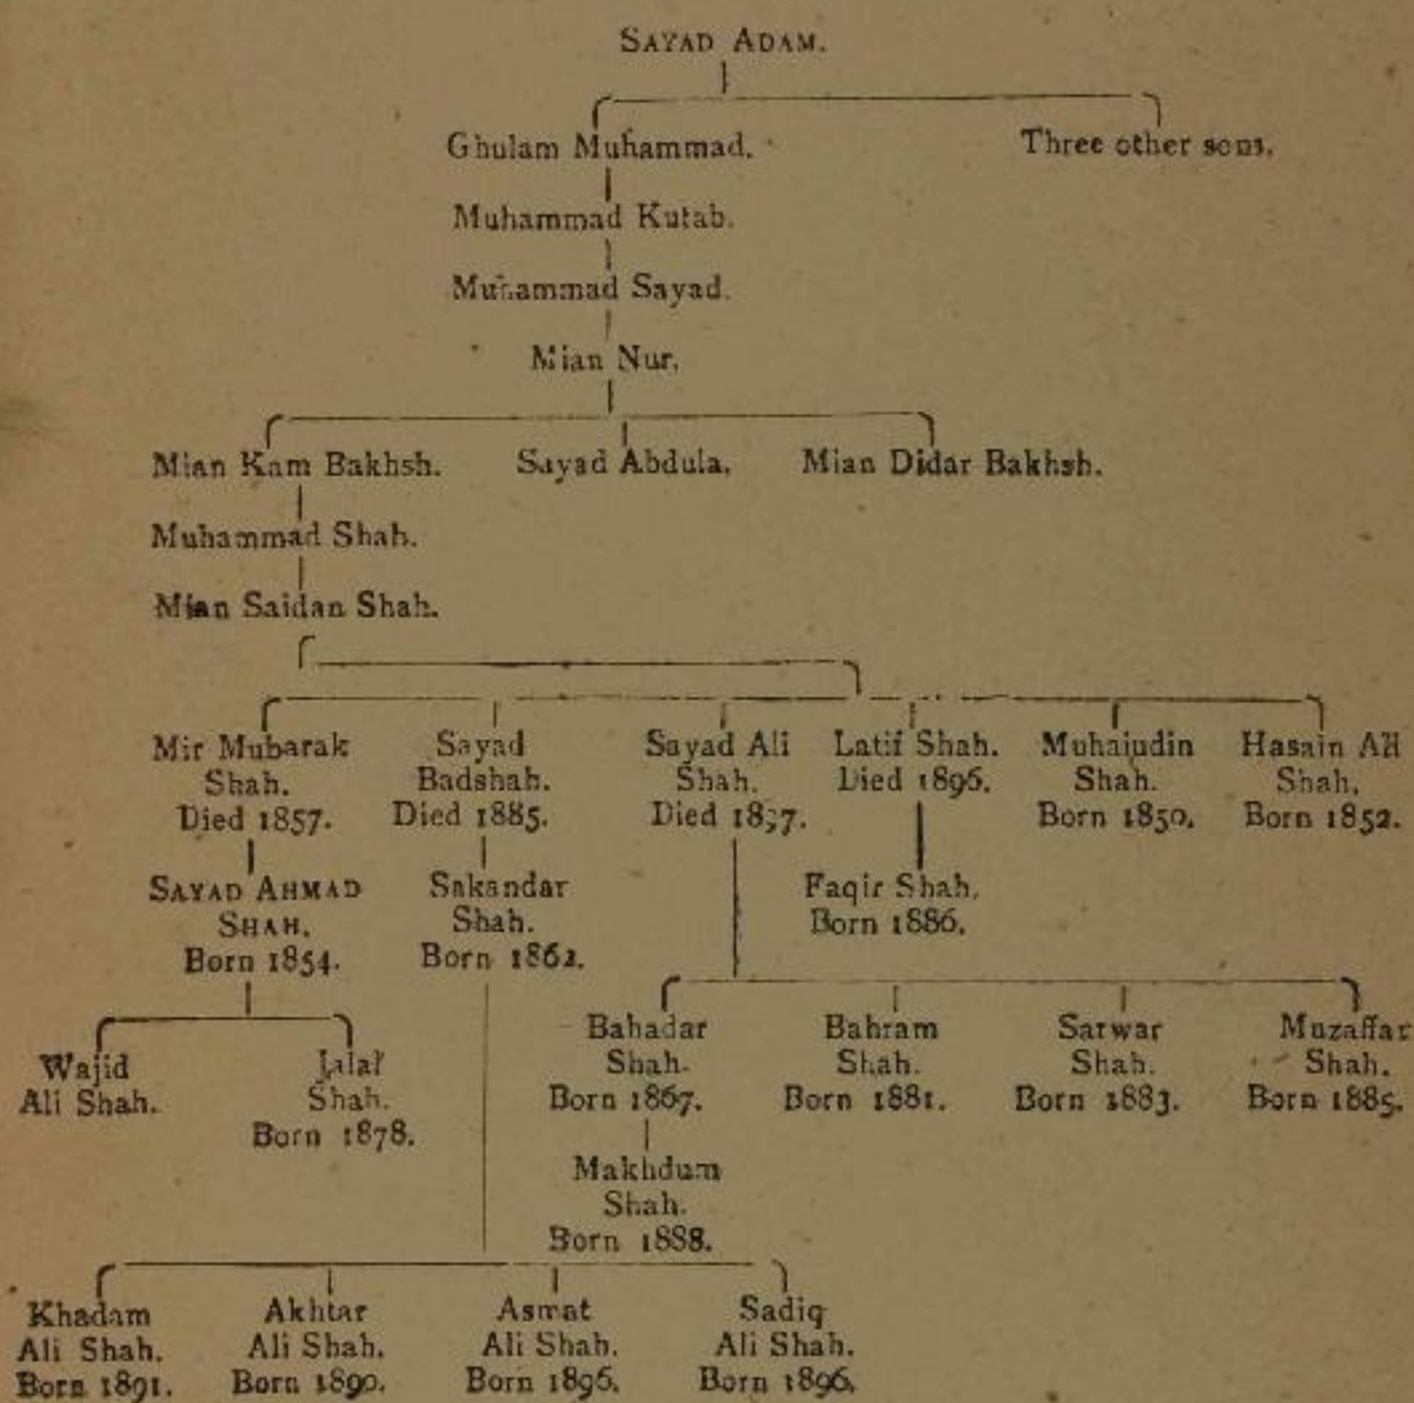 SAYAD ADAM.
Ghulam Muhammad. Three other sons.
Muhammad Kutab.
Muhammad Sayad.
Mian Nur.
Mian Kam Bakhsh. Sayad Abdula. Mian Didar Bakhsh.
Muhammad Shah.
Mian Saidan Shah.
Mir Mubarak Sayad Sayad Ali Latif Shah. Muhaiudin Hasain Ali
Shah. Badshah. Shah. Died 1896. Shah. Shah.
Died 1857. Died 1885. Died Born 1850. Born 1852.
SAYAD AHMAD Sakandar Faqir Shah.
SHAH. Shah. Born 1886.
Born 1854. Born 1862.
Bahadar Bahram Sarwar Muzaffar
Wajid Jalal Shah. Shah. Shah. Shah.
Ali Shah. Shah. Born 1867. Born 1881. Born 1883. Born 1885.
Born 1878.
Makhdum
Shah.
Born 1888.
Khadam Akhtar Asmat Sadiq
Ali Shah. Ali Shah. Ali Shah. Ali Shah.
Born 1891. Born 1890. Born 1896. Born 1896.